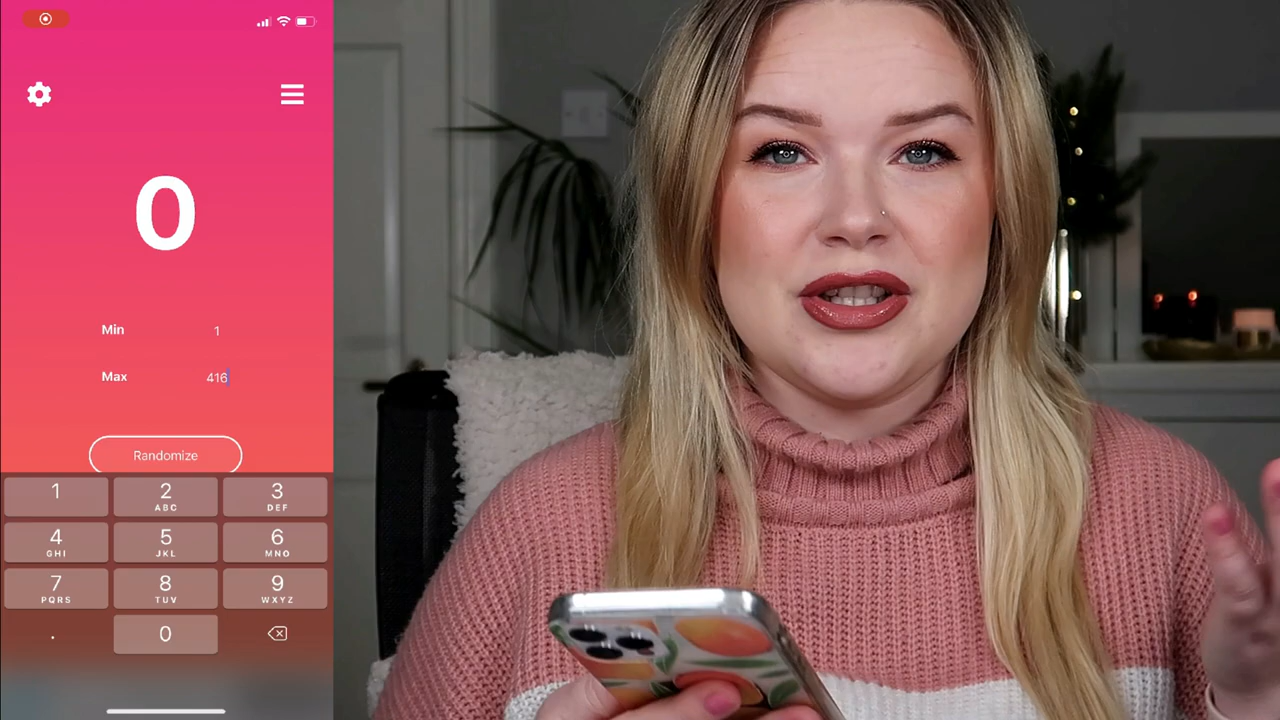 0
Min 1
Max 416
Randomize
1 2 3
ABC DEF
4 5 6
GHI JKL MNO
7 8 9
PQRS TUV WXYZ
. 0